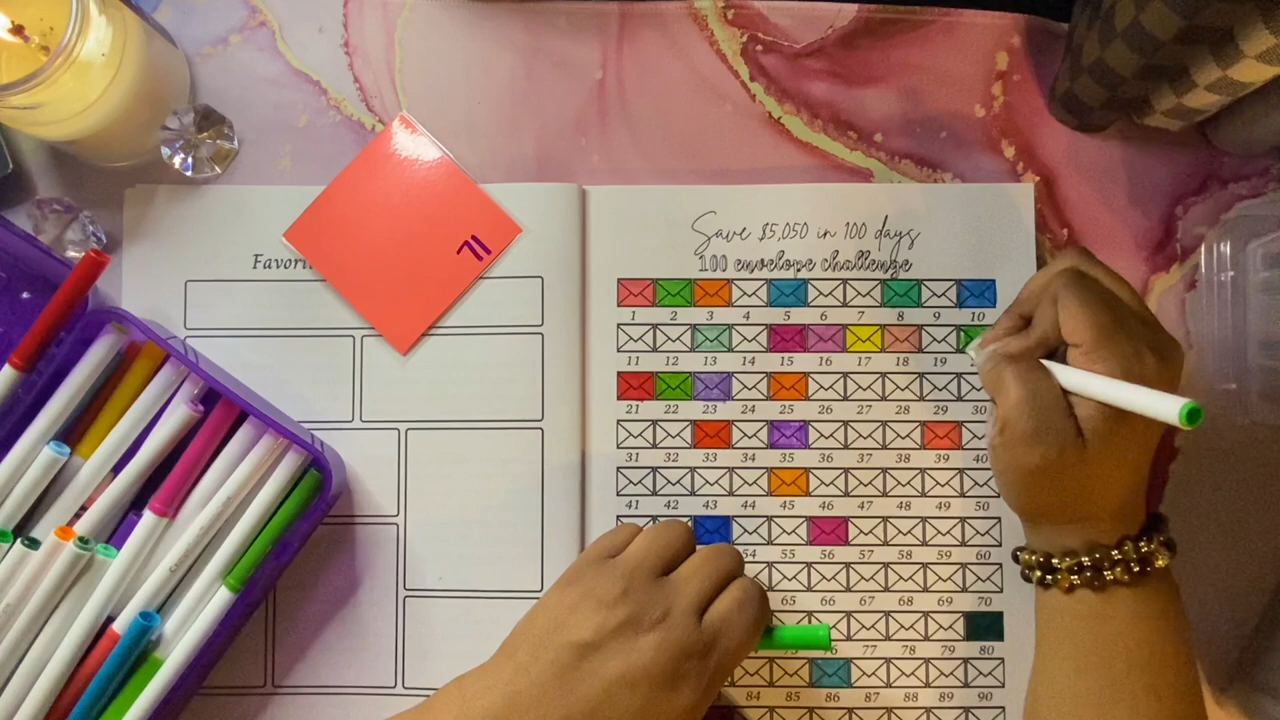 71
Save $5,050 in 100 days
100 envelope challenge
1 2 3 4 5 6 7 8 9 10
11 12 13 14 15 16 17 18 19
21 22 23 24 25 26 27 28 29 30
31 32 33 34 35 36 37 38 39 40
41 42 43 44 45 46 47 48 49 50
54 55 56 57 58 59 60
65 66 67 68 69 70
76 77 78 79 80
84 85 86 87 88 89 90